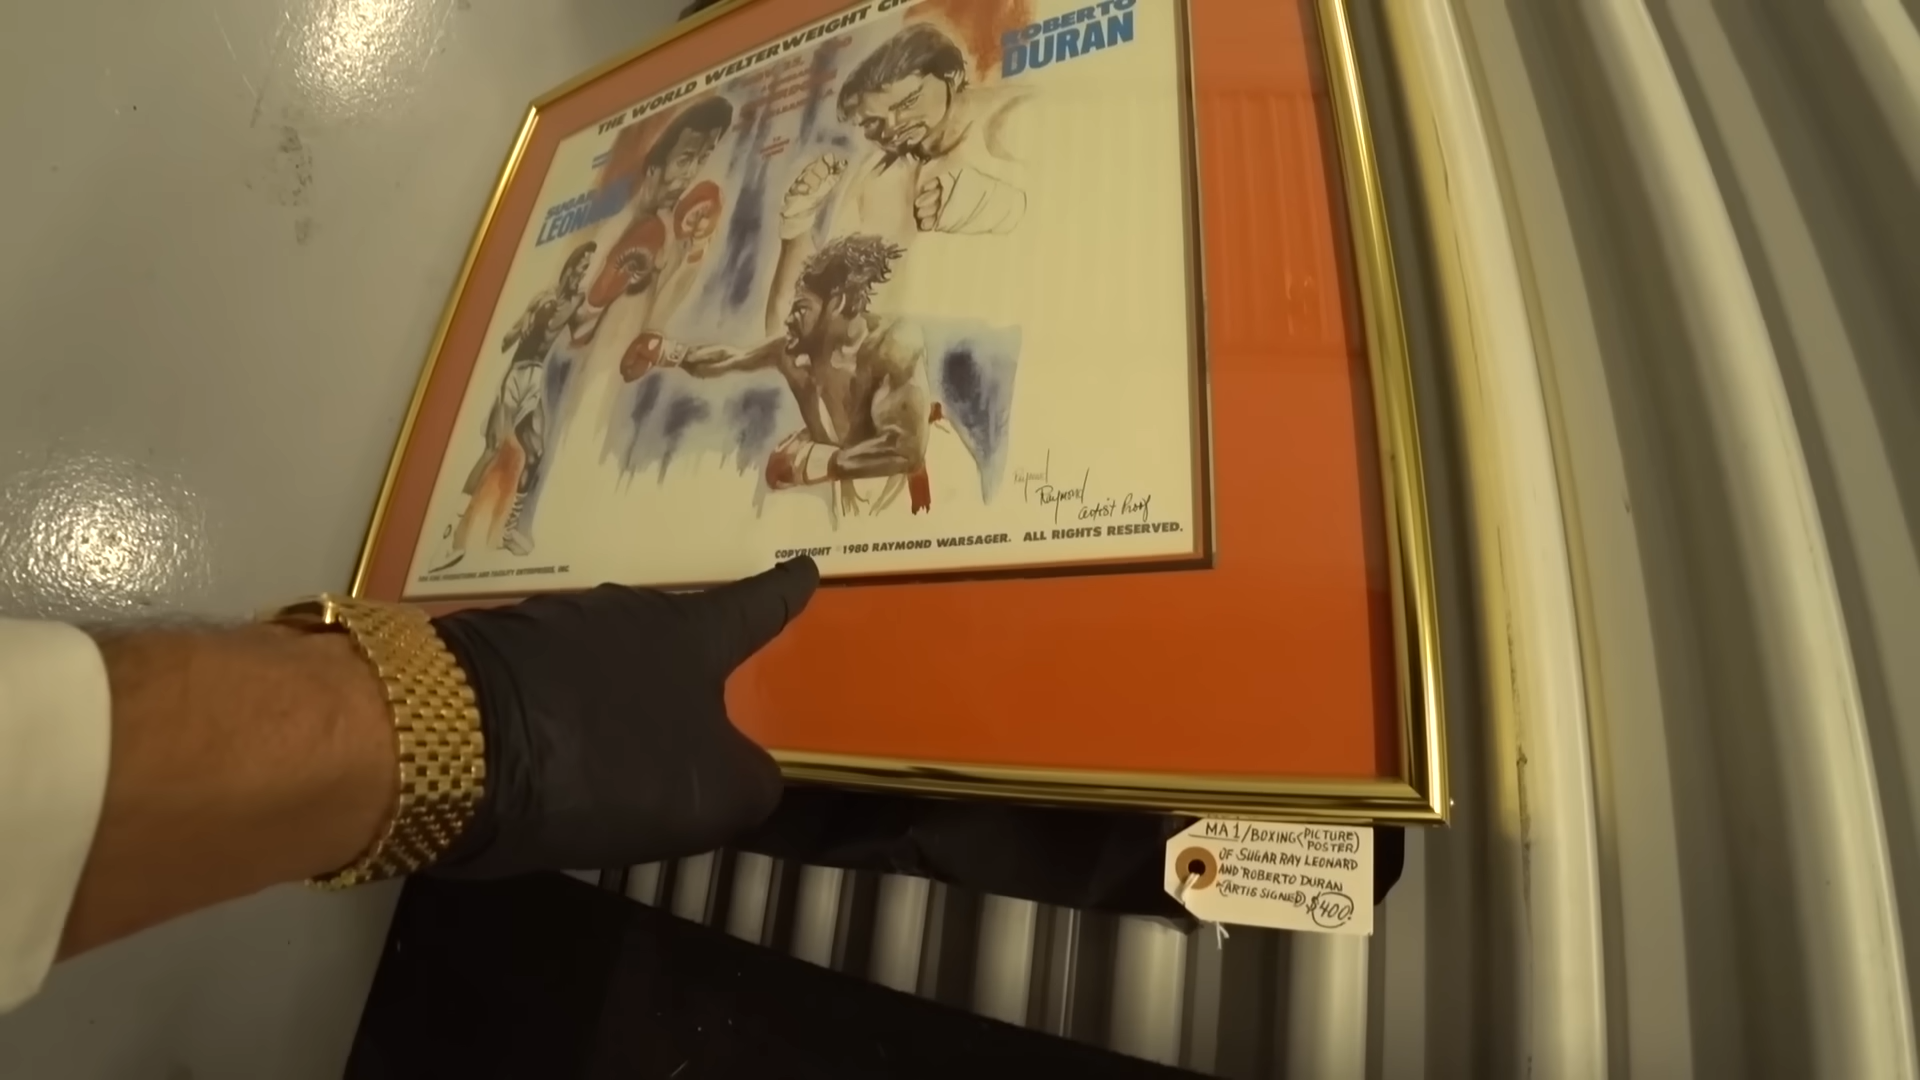 THE WORLD WELTERWEIGHT
ROBERTO
DURAN
SUGAR
LEONARD
Raymond
Raymond
artist Proof
COPYRIGHT 1980 RAYMOND WARSAGER. ALL RIGHTS RESERVED.
MA1/BOXING (PICTURE
POSTER)
OF SUGAR RAY LEONARD
AND ROBERTO DURAN
(ARTIS SIGNED) $400!